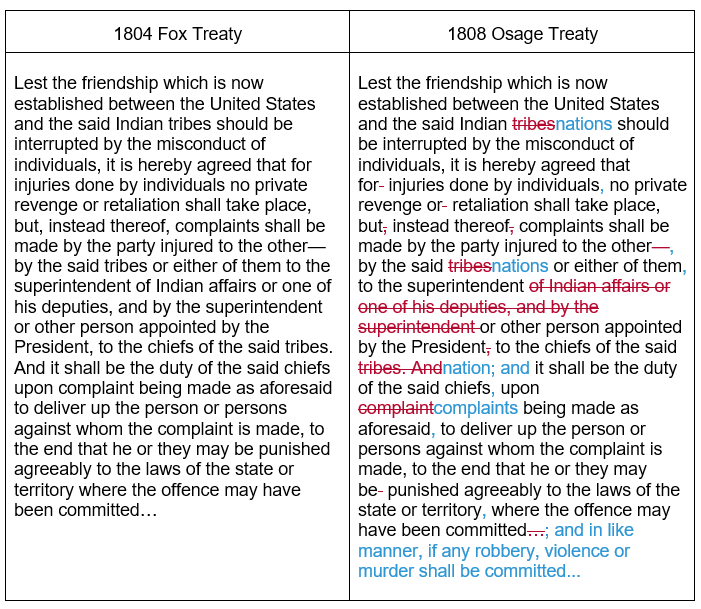 1804 Fox Treaty
1808 Osage Treaty
Lest the friendship which is now
established between the United States
and the said Indian tribes should be
interrupted by the misconduct of
individuals, it is hereby agreed that for
injuries done by individuals no private
revenge or retaliation shall take place,
but, instead thereof, complaints shall be
made by the party injured to the other—
by the said tribes or either of them to the
superintendent of Indian affairs or one of
his deputies, and by the superintendent
or other person appointed by the
President, to the chiefs of the said tribes.
And it shall be the duty of the said chiefs
upon complaint being made as aforesaid
to deliver up the person or persons
against whom the complaint is made, to
the end that he or they may be punished
agreeably to the laws of the state or
territory where the offence may have
been committed…
Lest the friendship which is now
established between the United States
and the said Indian tribesnations should
be interrupted by the misconduct of
individuals, it is hereby agreed that
for- injuries done by individuals, no private
revenge or- retaliation shall take place,
but, instead thereof, complaints shall be
made by the party injured to the other—,
by the said tribesnations or either of them,
to the superintendent of Indian affairs or
one of his deputies, and by the
superintendent or other person appointed
by the President, to the chiefs of the said
tribes. Andnation; and it shall be the duty
of the said chiefs, upon
complaintcomplaints being made as
aforesaid, to deliver up the person or
persons against whom the complaint is
made, to the end that he or they may
be- punished agreeably to the laws of the
state or territory, where the offence may
have been committed…; and in like
manner, if any robbery, violence or
murder shall be committed...